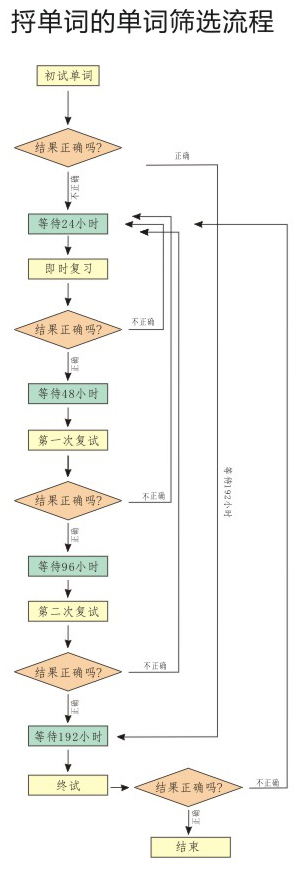 捋单词的单词筛选流程
初试单词
结果正确吗?
正确
不正确
等待24小时
即时复习
结果正确吗?
不正确
正确
等待48小时
第一次复试
结果正确吗?
不正确
正确
等待192小时
等待96小时
第二次复试
结果正确吗?
不正确
正确
等待192小时
终试
结果正确吗?
不正确
正确
结束